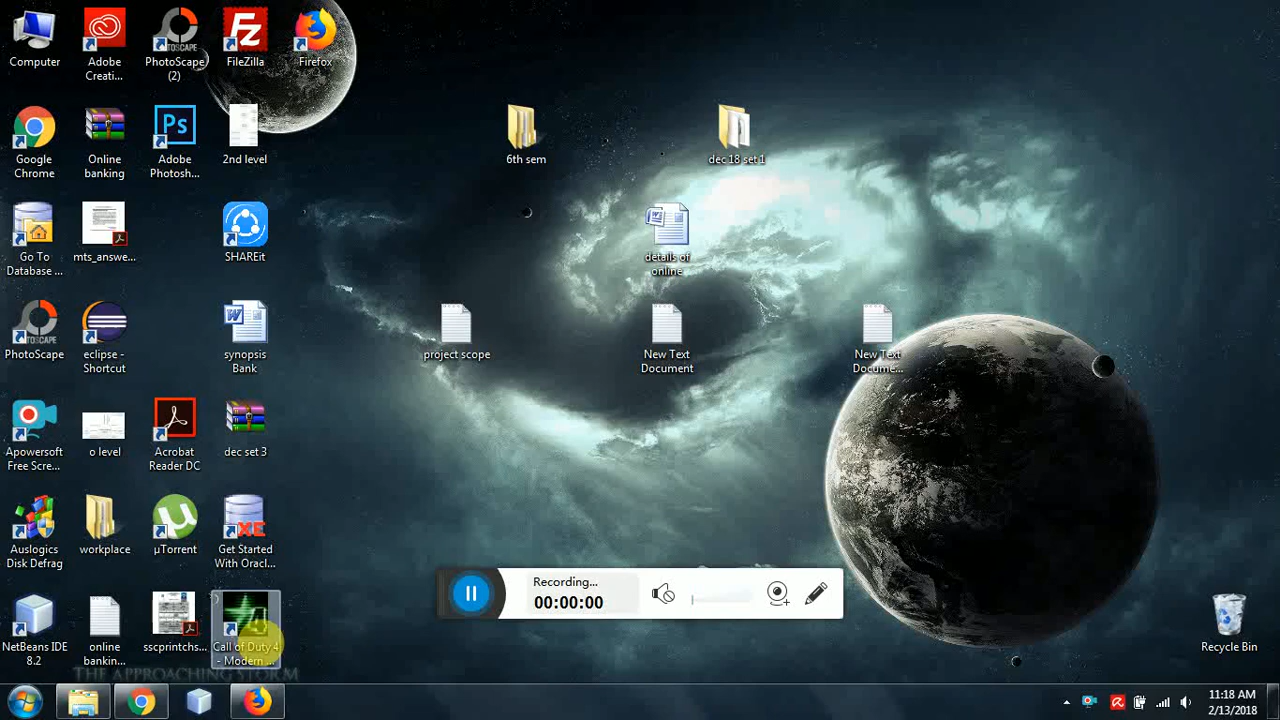 Computer
Adobe
Creati...
PhotoScape
(2)
FileZilla
Firefox
Google
Chrome
Online
banking
Ps
Adobe
Photosh...
2nd level
6th sem
dec 18 set 1
Go To
Database ...
mts_answe...
SHAREit
details of
online
PhotoScape
eclipse -
Shortcut
synopsis
Bank
project scope
New Text
Document
New Text
Docume...
Apowersoft
Free Scre...
o level
Acrobat
Reader DC
dec set 3
Auslogics
Disk Defrag
workplace
µTorrent
XE
Get Started
With Oracl...
Recording...
00:00:00
NetBeans IDE
8.2
online
bankin...
sscprintchs...
Call of Duty 4
- Modern ...
Recycle Bin
THE APPROACHING STORM
11:18 AM
2/13/2018